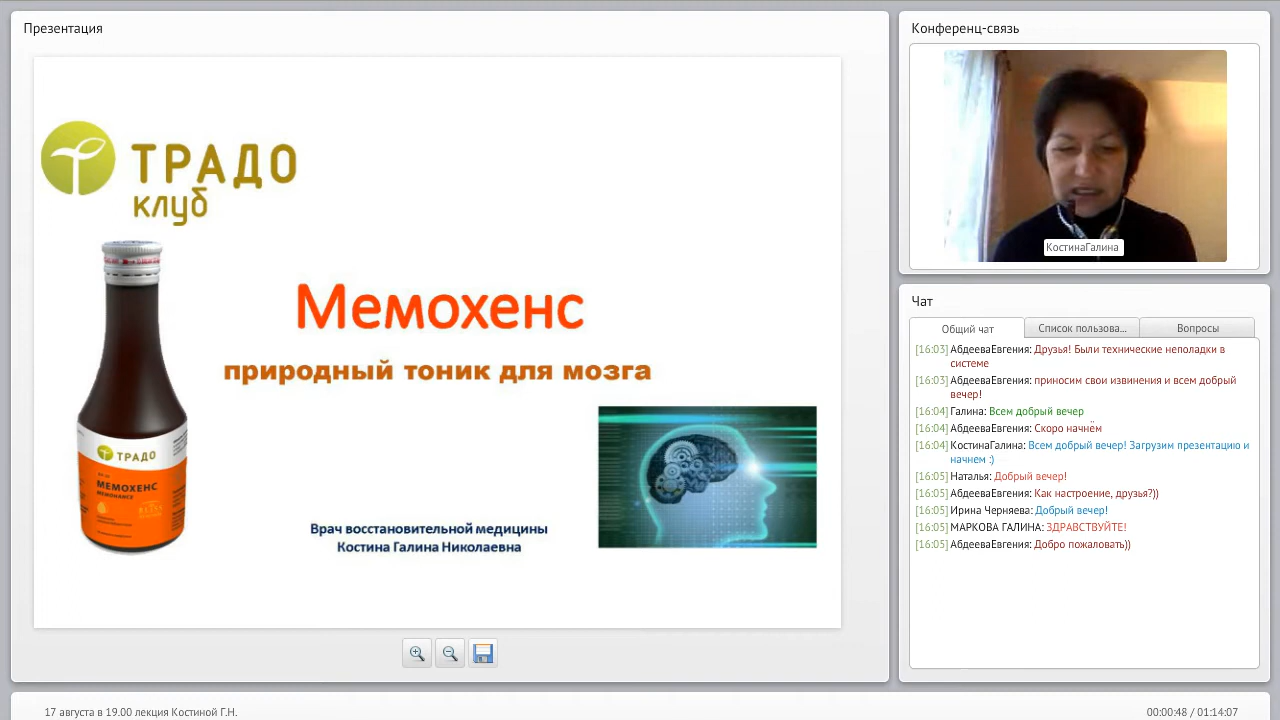 Презентация
ТРАДО
клуб
Мемохенс
природный тоник для мозга
ТРАДО
МЕМОХЕНС
Врач восстановительной медицины
Костина Галина Николаевна
Конференц-связь
КостинаГалина
Чат
Общий чат
Список пользова...
Вопросы
[16:03] АбдееваЕвгения: Друзья! Были технические неполадки в
системе
[16:03] АбдееваЕвгения: приносим свои извинения и всем добрый
вечер!
[16:04] Галина: Всем добрый вечер
[16:04] АбдееваЕвгения: Скоро начнём
[16:04] КостинаГалина: Всем добрый вечер! Загрузим презентацию и
начнем :)
[16:05] Наталья: Добрый вечер!
[16:05] АбдееваЕвгения: Как настроение, друзья?))
[16:05] Ирина Черняева: Добрый вечер!
[16:05] МАРКОВА ГАЛИНА: ЗДРАВСТВУЙТЕ!
[16:05] АбдееваЕвгения: Добро пожаловать))
17 августа в 19.00 лекция Костиной Г.Н.
00:00:48 / 01:14:07